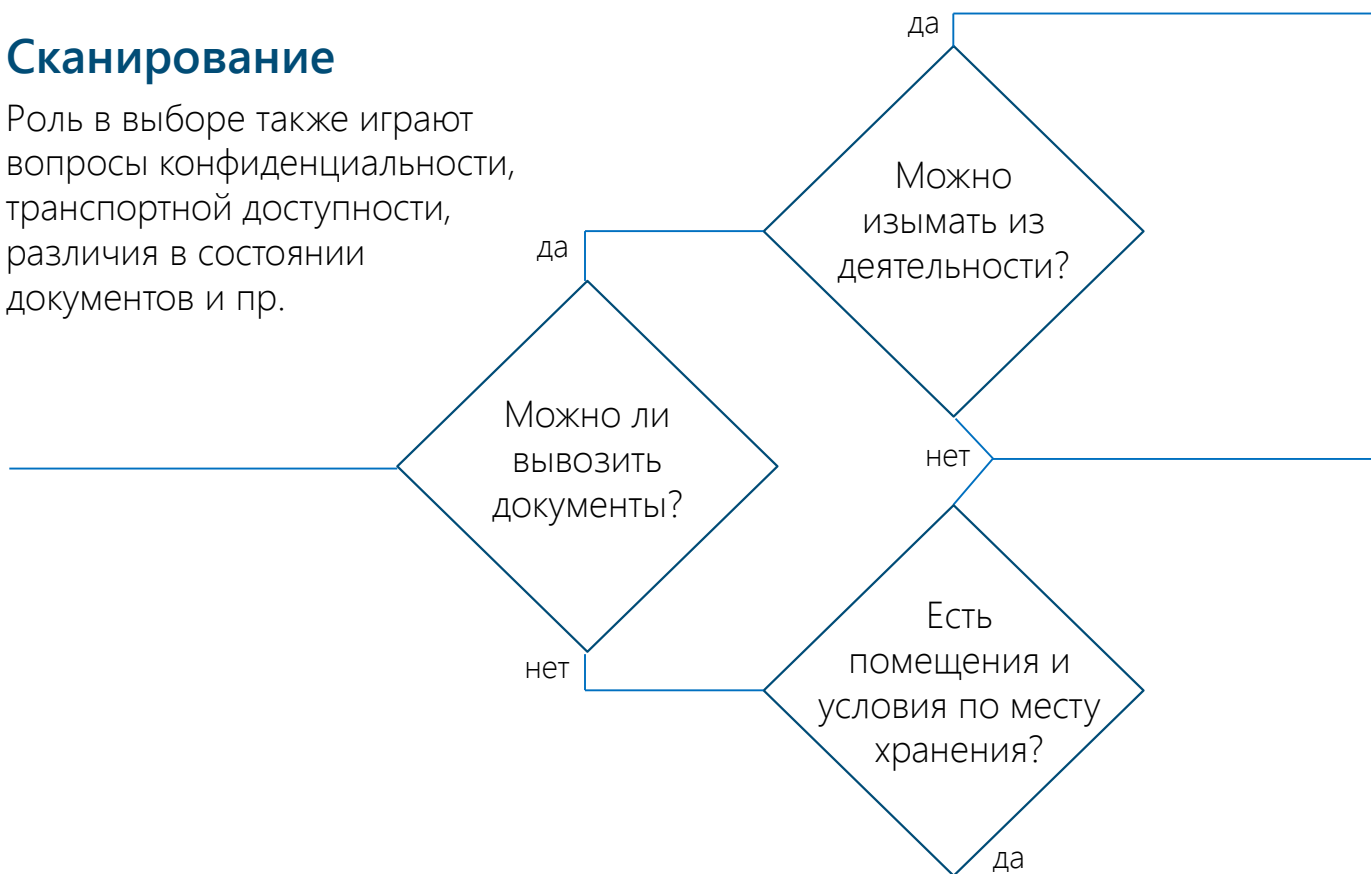 Сканирование
Роль в выборе также играют
вопросы конфиденциальности,
транспортной доступности,
различия в состоянии
документов и пр.
да
Можно
изымать из
деятельности?
да
Можно ли
вывозить
документы?
нет
нет
Есть
помещения и
условия по месту
хранения?
да